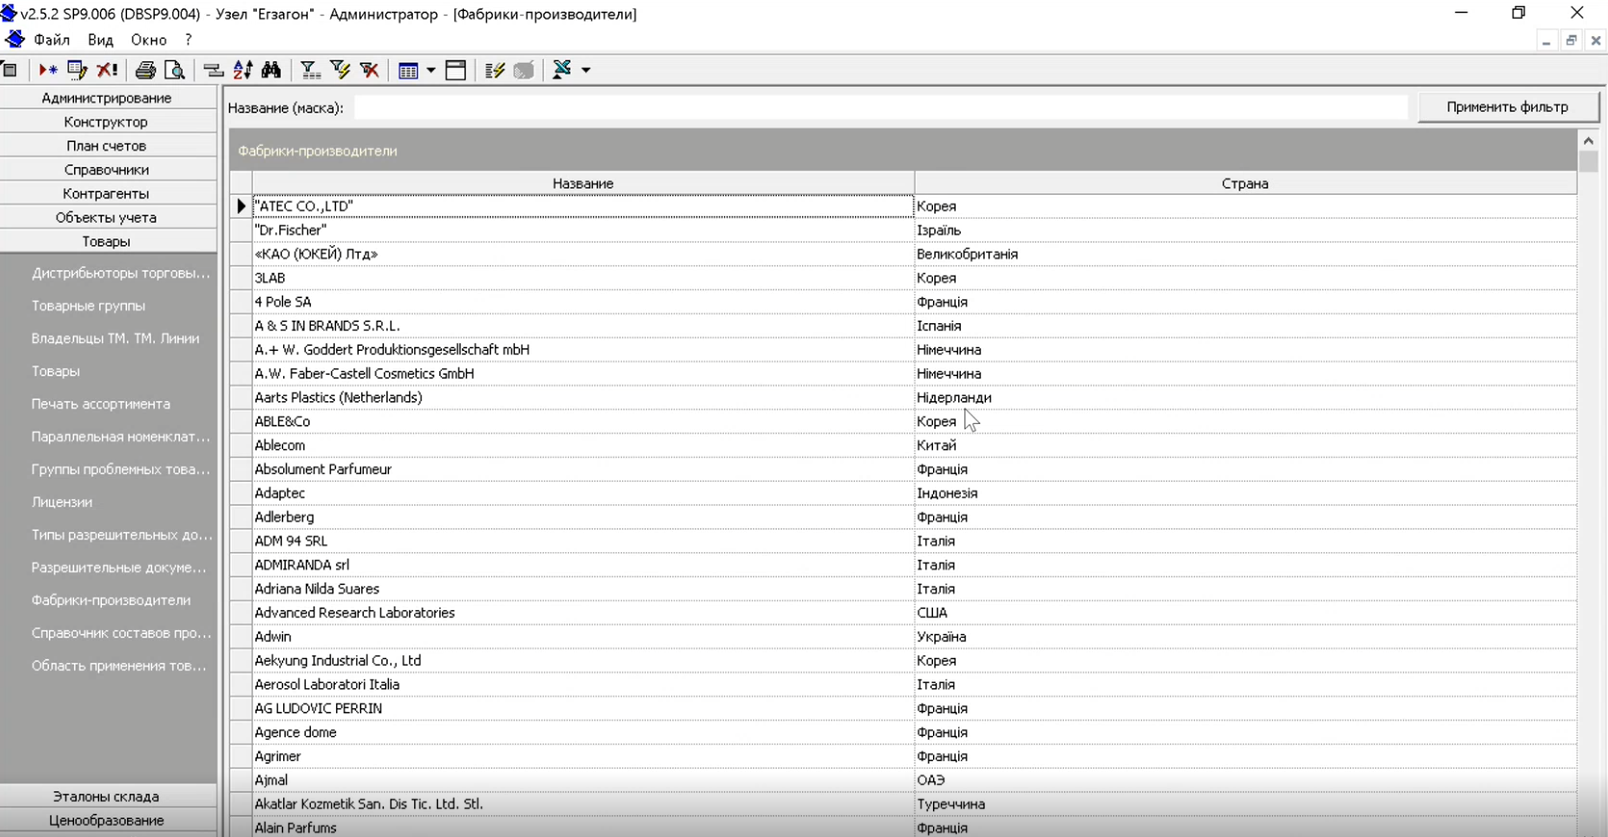 v2.5.2 SP9.006 (DBSP9.004) - Узел "Егзагон" - Администратор - [Фабрики-производители]
Файл Вид Окно ?
Администрирование
Конструктор
План счетов
Справочники
Контрагенты
Объекты учета
Товары
Дистрибьюторы торговы...
Товарные группы
Владельцы ТМ. ТМ. Линии
Товары
Печать ассортимента
Параллельная номенклат...
Группы проблемных това...
Лицензии
Типы разрешительных до...
Разрешительные докуме...
Фабрики-производители
Справочник составов про...
Область применения тов...
Эталоны склада
Ценообразование
Название (маска): Применить фильтр
Фабрики-производители
Название Страна
"ATEC CO.,LTD" Корея
"Dr.Fischer" Ізраїль
«КАО (ЮКЕЙ) Лтд» Великобританія
3LAB Корея
4 Pole SA Франція
A & S IN BRANDS S.R.L. Іспанія
A.+ W. Goddert Produktionsgesellschaft mbH Німеччина
A.W. Faber-Castell Cosmetics GmbH Німеччина
Aarts Plastics (Netherlands) Нідерланди
ABLE&Co Корея
Ablecom Китай
Absolument Parfumeur Франція
Adaptec Індонезія
Adlerberg Франція
ADM 94 SRL Італія
ADMIRANDA srl Італія
Adriana Nilda Suares Італія
Advanced Research Laboratories США
Adwin Україна
Aekyung Industrial Co., Ltd Корея
Aerosol Laboratori Italia Італія
AG LUDOVIC PERRIN Франція
Agence dome Франція
Agrimer Франція
Ajmal ОАЭ
Akatlar Kozmetik San. Dis Tic. Ltd. Stl. Туреччина
Alain Parfums Франція